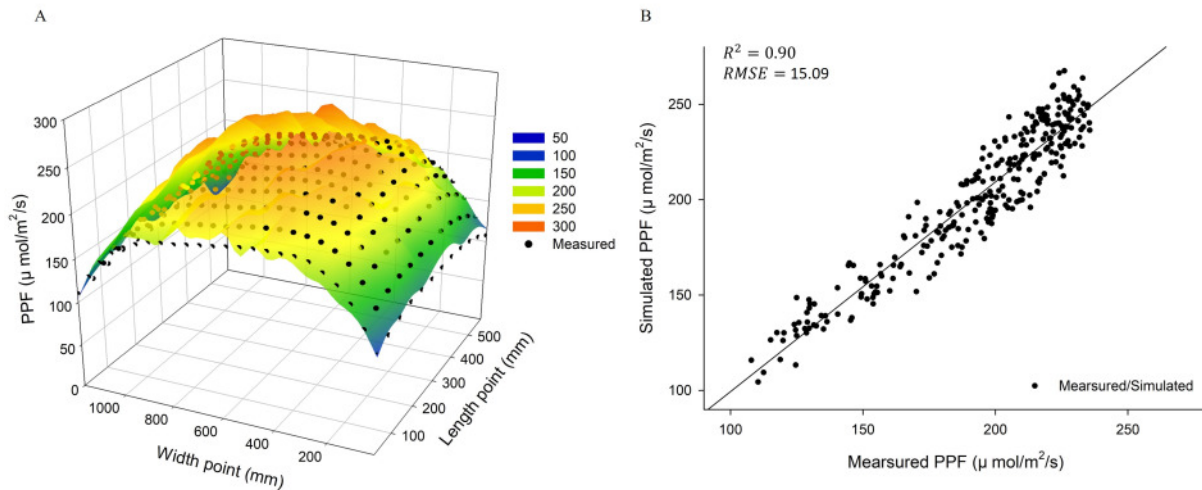 A
300
250
200
150
100
50
0
PPF (μ mol/m²/s)
1000
800
600
400
200
Width point (mm)
100
200
300
400
500
Length point (mm)
50
100
150
200
250
300
Measured
B
R² = 0.90
RMSE = 15.09
250
200
150
100
Simulated PPF (μ mol/m²/s)
Mearsured/Simulated
100
150
200
250
Mearsured PPF (μ mol/m²/s)